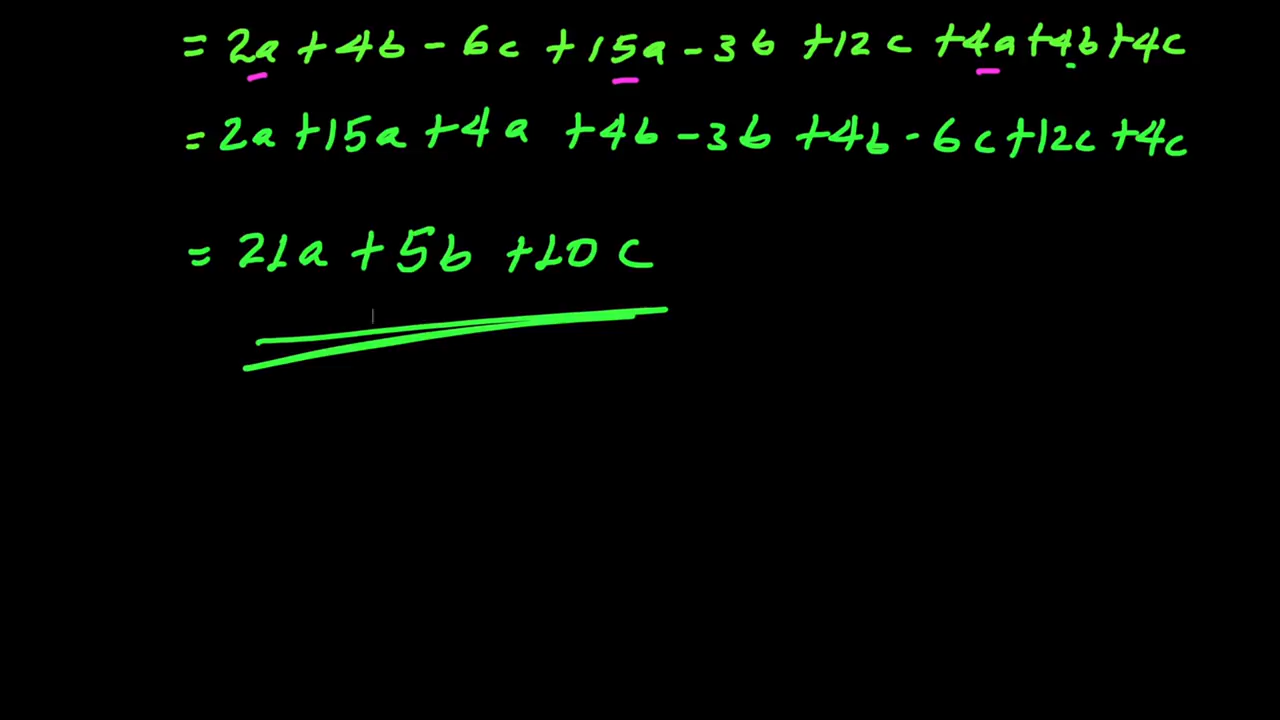 = 2a + 4b - 6c + 15a - 3b + 12c + 4a + 4b + 4c
= 2a + 15a + 4a + 4b - 3b + 4b - 6c + 12c + 4c
= 21a + 5b + 10c